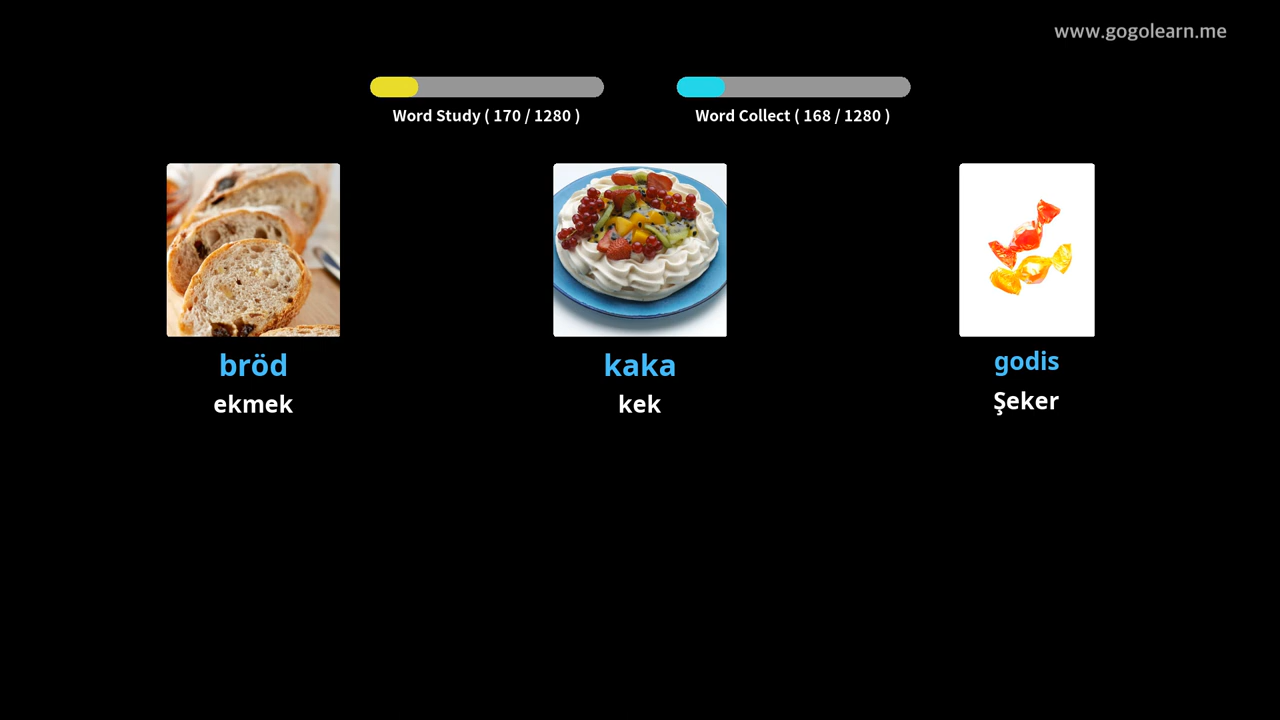 www.gogolearn.me
Word Study ( 170 / 1280 )
Word Collect ( 168 / 1280 )
bröd
ekmek
kaka
kek
godis
Şeker